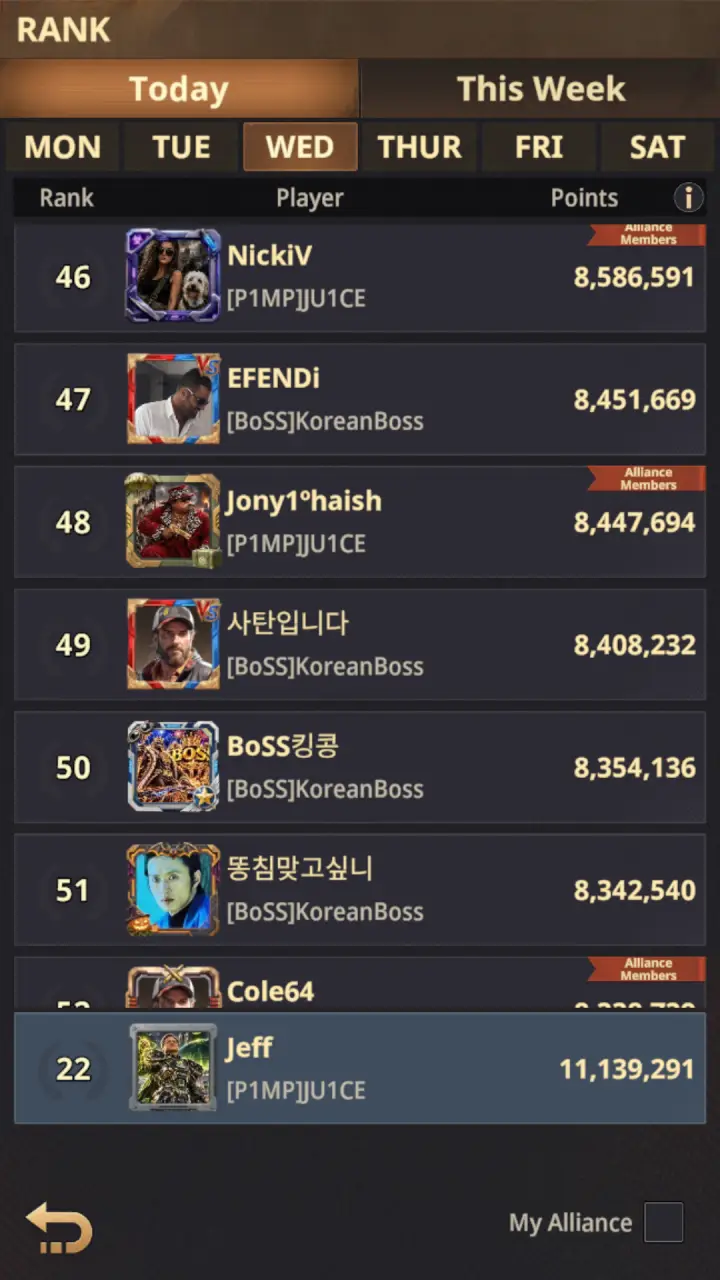 RANK
Today
This Week
MON
TUE
WED
THUR
FRI
SAT
Rank
Player
Points
i
46
NickiV
[P1MP]JU1CE
Alliance
Members
8,586,591
47
EFENDi
[BoSS]KoreanBoss
8,451,669
48
Jony1ºhaish
[P1MP]JU1CE
Alliance
Members
8,447,694
49
사탄입니다
[BoSS]KoreanBoss
8,408,232
50
BoSS킹콩
[BoSS]KoreanBoss
8,354,136
51
똥침맞고싶니
[BoSS]KoreanBoss
8,342,540
Cole64
Alliance
Members
22
Jeff
[P1MP]JU1CE
11,139,291
My Alliance